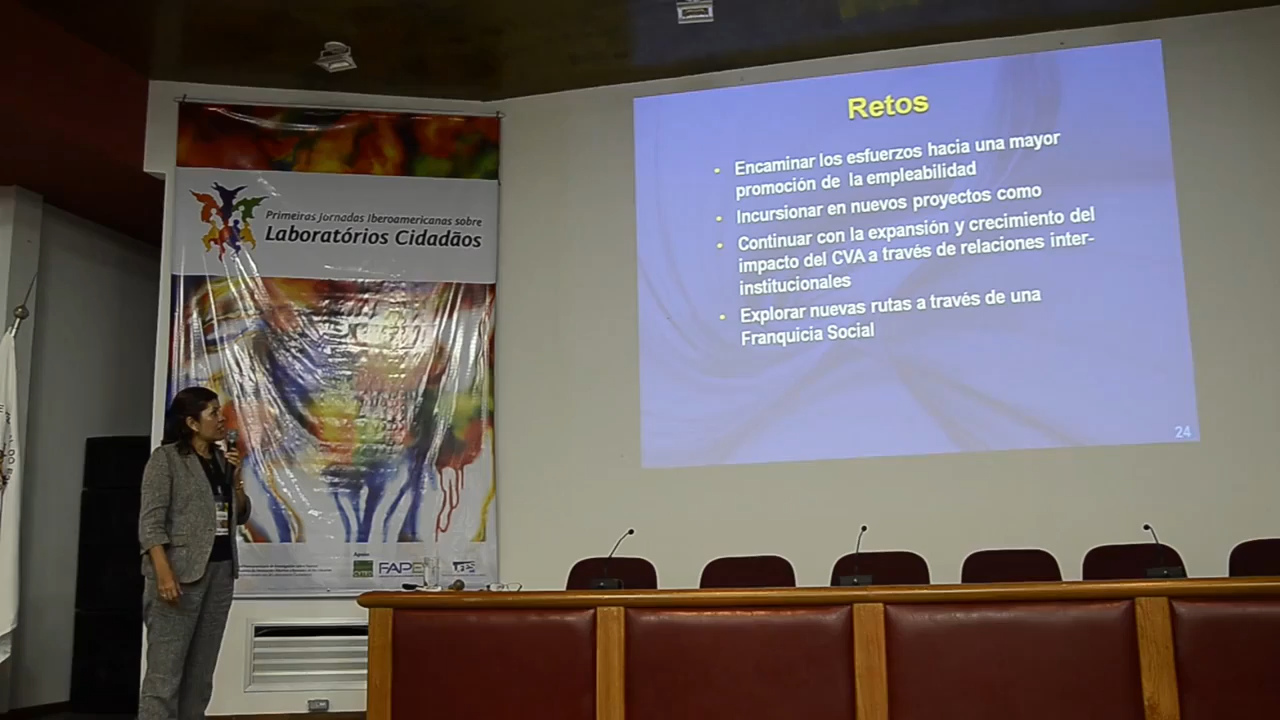 Primeiras Jornadas Iberoamericanas sobre
Laboratórios Cidadãos
Apoio:
Retos
• Encaminar los esfuerzos hacia una mayor
promoción de la empleabilidad
• Incursionar en nuevos proyectos como
• Continuar con la expansión y crecimiento del
impacto del CVA a través de relaciones inter-
institucionales
• Explorar nuevas rutas a través de una
Franquicia Social
24